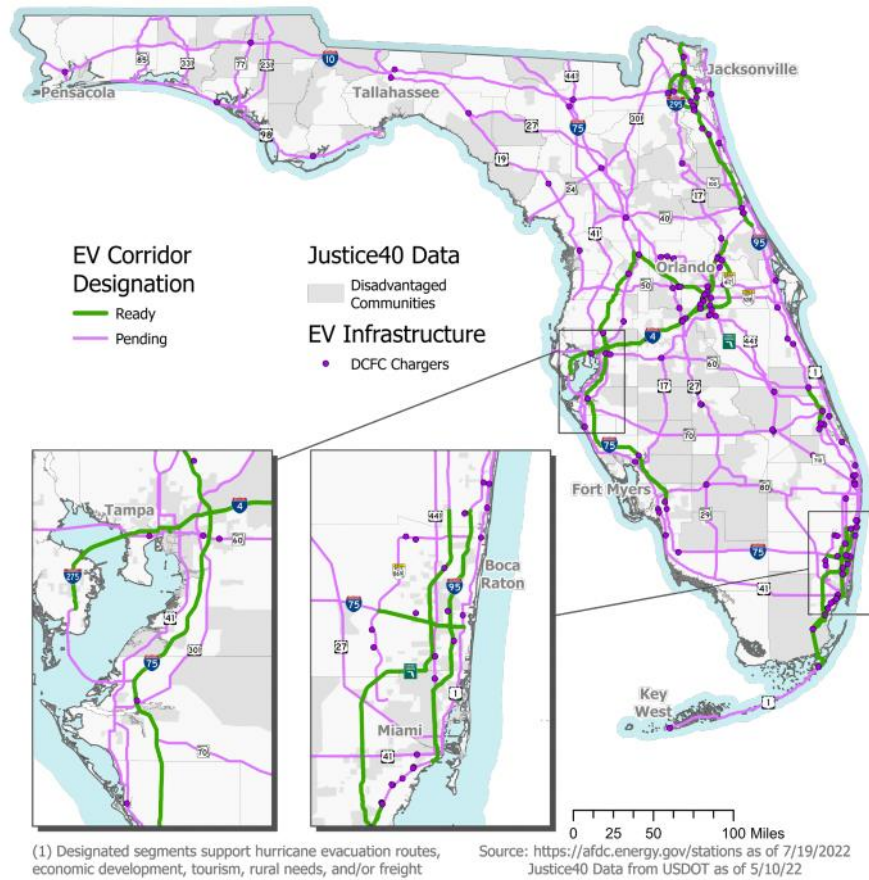 10
65
331
77
231
Pensacola
98
Tallahassee
441
Jacksonville
295
27
75
301
19
24
17
41
40
95
EV Corridor
Designation
Ready
Pending
Justice40 Data
Disadvantaged
Communities
EV Infrastructure
DCFC Chargers
Orlando
50
4
441
60
1
17
27
70
75
Fort Myers
80
29
75
41
Key
West
1
Tampa
4
60
275
41
301
75
70
441
Boca
Raton
869
95
75
27
1
Miami
41
0 25 50 100 Miles
(1) Designated segments support hurricane evacuation routes,
economic development, tourism, rural needs, and/or freight
Source: https://afdc.energy.gov/stations as of 7/19/2022
Justice40 Data from USDOT as of 5/10/22